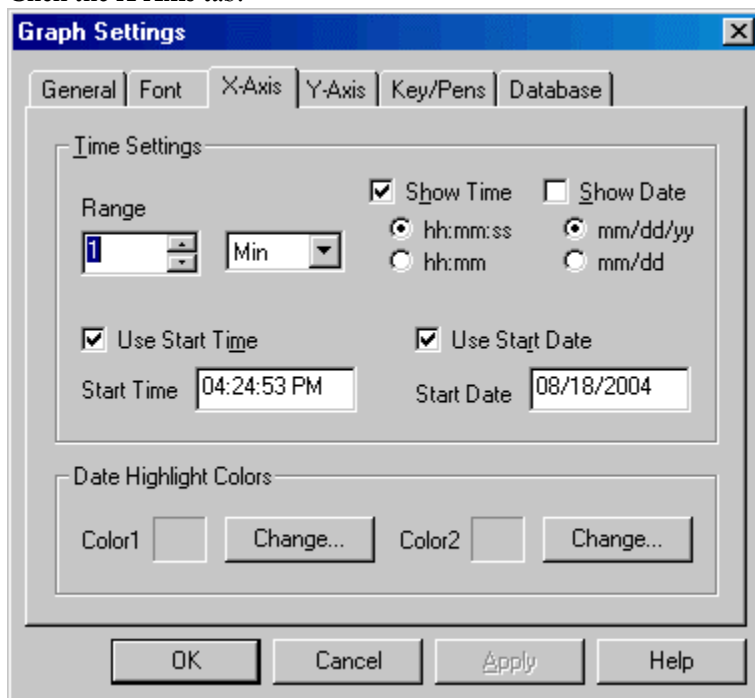 Click the X-Axis tab.
Graph Settings
General Font X-Axis Y-Axis Key/Pens Database
Time Settings
Range
1 Min
Show Time Show Date
hh:mm:ss mm/dd/yy
hh:mm mm/dd
Use Start Time Use Start Date
Start Time 04:24:53 PM Start Date 08/18/2004
Date Highlight Colors
Color1 Change... Color2 Change...
OK Cancel Apply Help